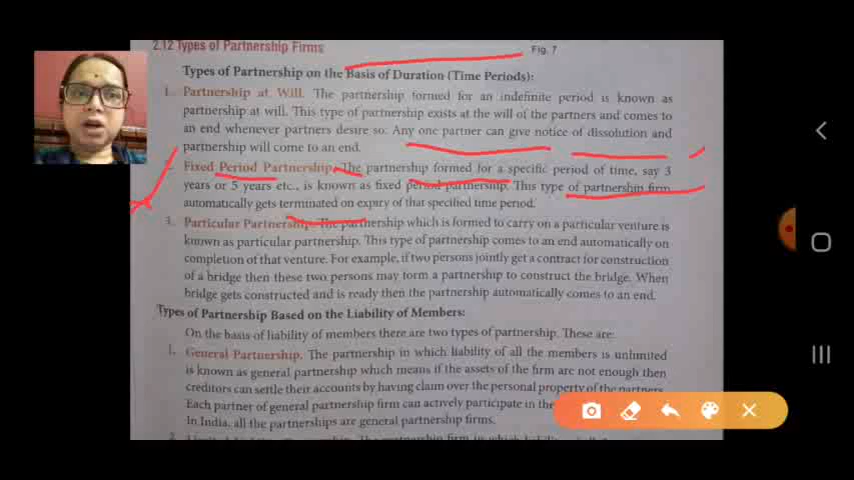 2.12 Types of Partnership Firms
Fig. 7
Types of Partnership on the Basis of Duration (Time Periods):
1. Partnership at Will. The partnership formed for an indefinite period is known as
partnership at will. This type of partnership exists at the will of the partners and comes to
an end whenever partners desire so. Any one partner can give notice of dissolution and
partnership will come to an end.
2. Fixed Period Partnership. The partnership formed for a specific period of time, say 3
years or 5 years etc., is known as fixed period partnership. This type of partnership firm
automatically gets terminated on expiry of that specified time period.
3. Particular Partnership. The partnership which is formed to carry on a particular venture is
known as particular partnership. This type of partnership comes to an end automatically on
completion of that venture. For example, if two persons jointly get a contract for construction
of a bridge then these two persons may form a partnership to construct the bridge. When
bridge gets constructed and is ready then the partnership automatically comes to an end.
Types of Partnership Based on the Liability of Members:
On the basis of liability of members there are two types of partnership. These are:
1. General Partnership. The partnership in which liability of all the members is unlimited
is known as general partnership which means if the assets of the firm are not enough then
creditors can settle their accounts by having claim over the personal property of the partners.
Each partner of general partnership firm can actively participate in the
In India, all the partnerships are general partnership firms.